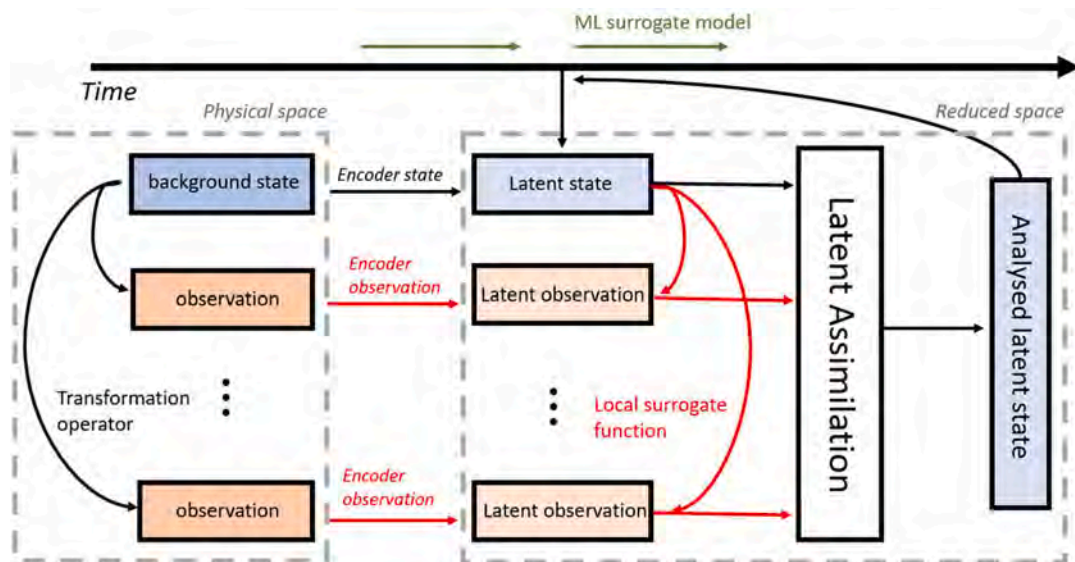 ML surrogate model
Time
Physical space
Reduced space
background state
Encoder state
Latent state
Encoder
observation
observation
Latent observation
Transformation
operator
Local surrogate
function
Encoder
observation
observation
Latent observation
Latent Assimilation
Analysed latent state